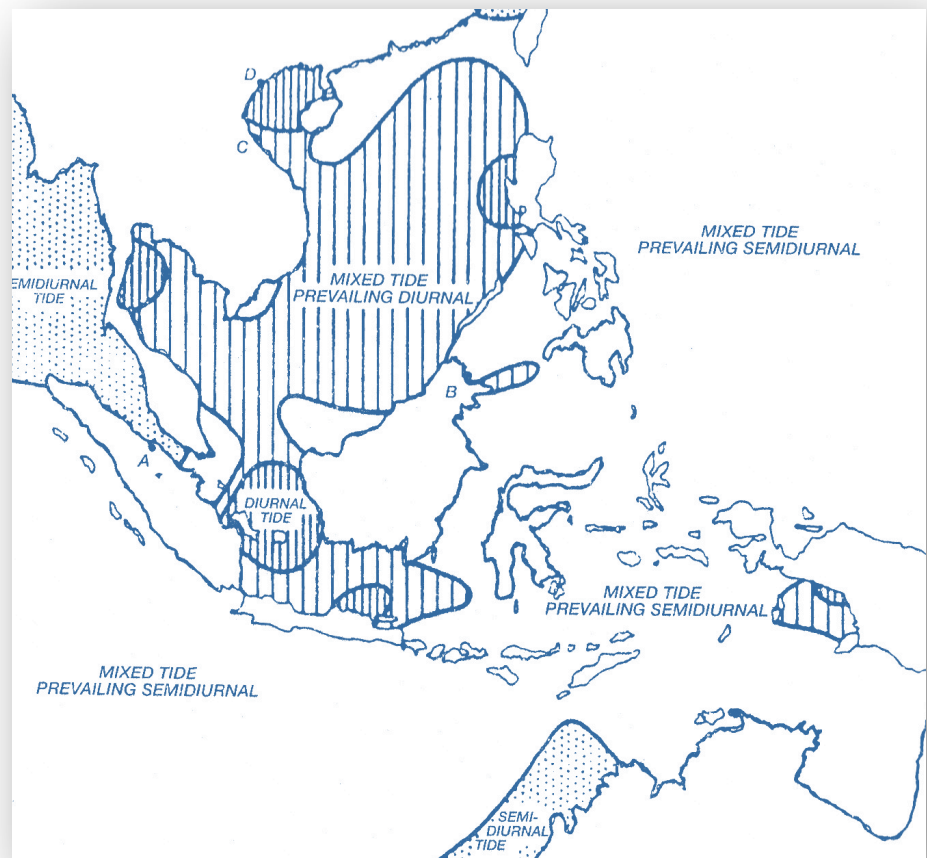 D
C
MIXED TIDE
PREVAILING SEMIDIURNAL
EMIDIURNAL
TIDE
MIXED TIDE
PREVAILING DIURNAL
B
A
DIURNAL
TIDE
MIXED TIDE
PREVAILING SEMIDIURNAL
MIXED TIDE
PREVAILING SEMIDIURNAL
SEMI-
DIURNAL
TIDE